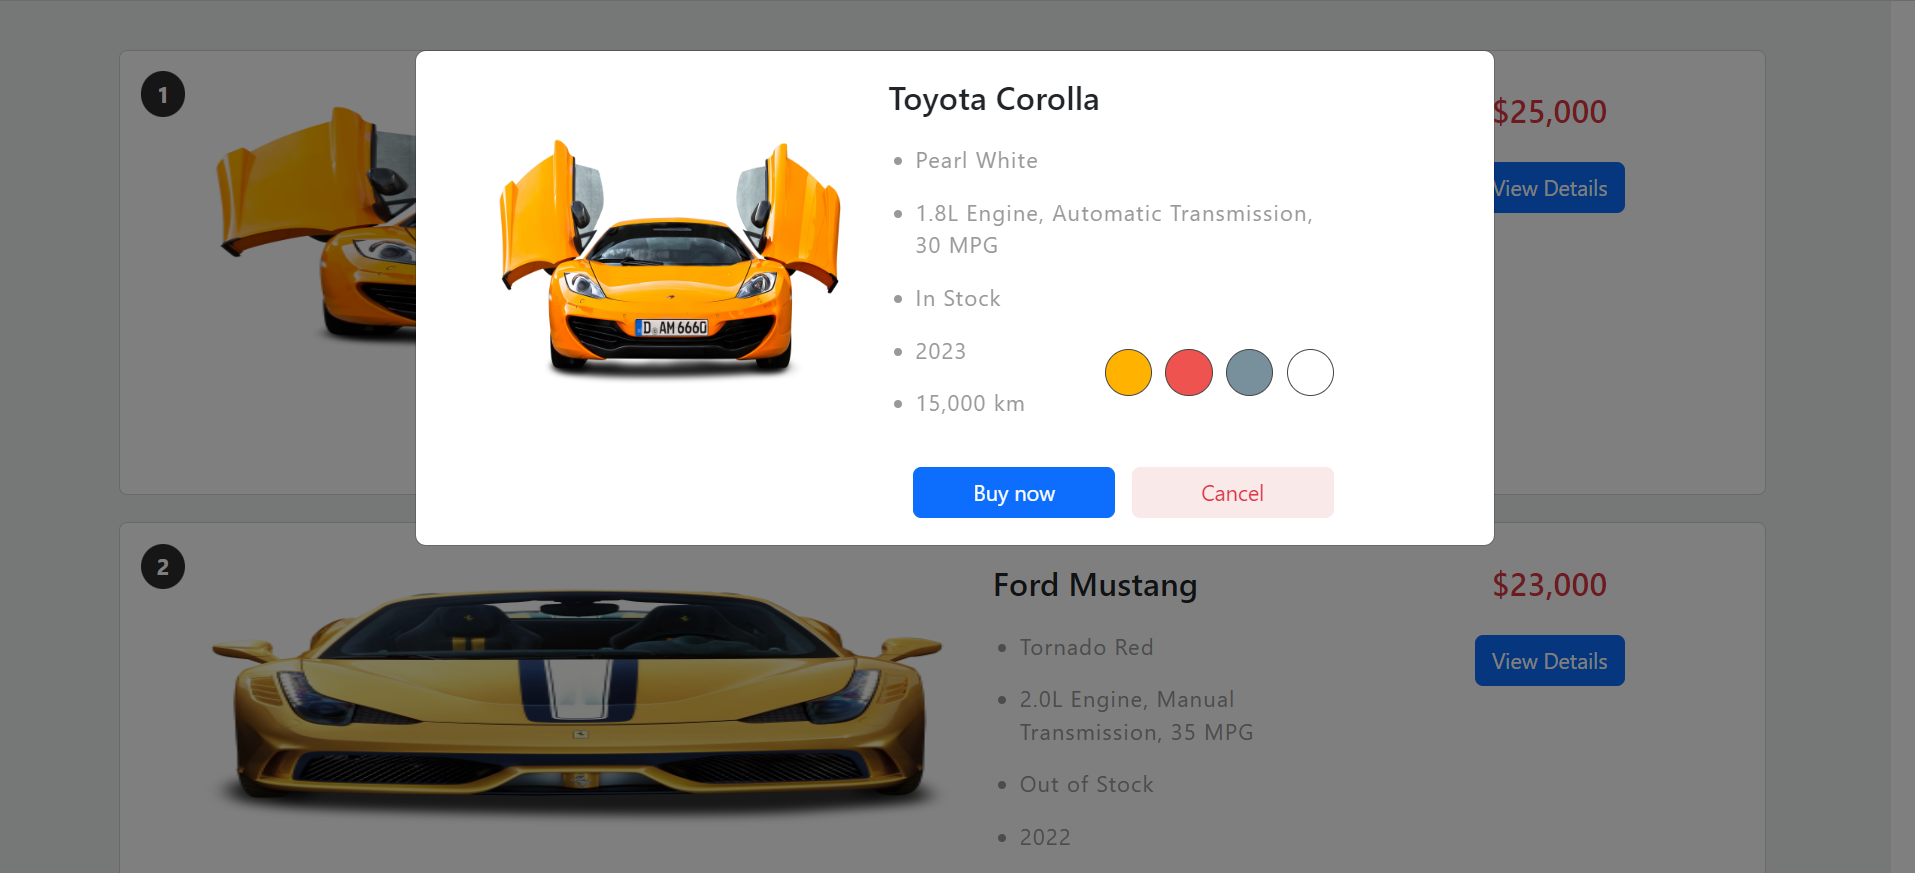 1
Toyota Corolla
Pearl White
1.8L Engine, Automatic Transmission,
30 MPG
In Stock
2023
15,000 km
Buy now
Cancel
D AM 6660
$25,000
View Details
2
Ford Mustang
Tornado Red
2.0L Engine, Manual
Transmission, 35 MPG
Out of Stock
2022
$23,000
View Details